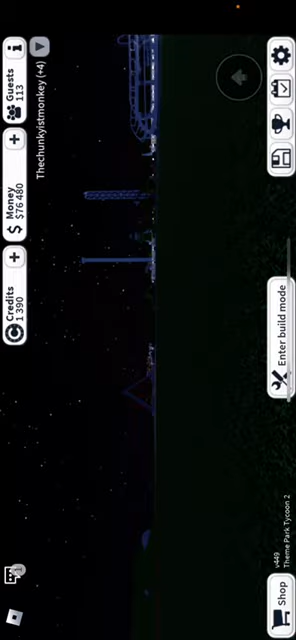 Credits
1 390
Money
$76 480
Guests
113
Thechunkyistmonkey (+4)
1
Enter build mode
Shop
v449
Theme Park Tycoon 2